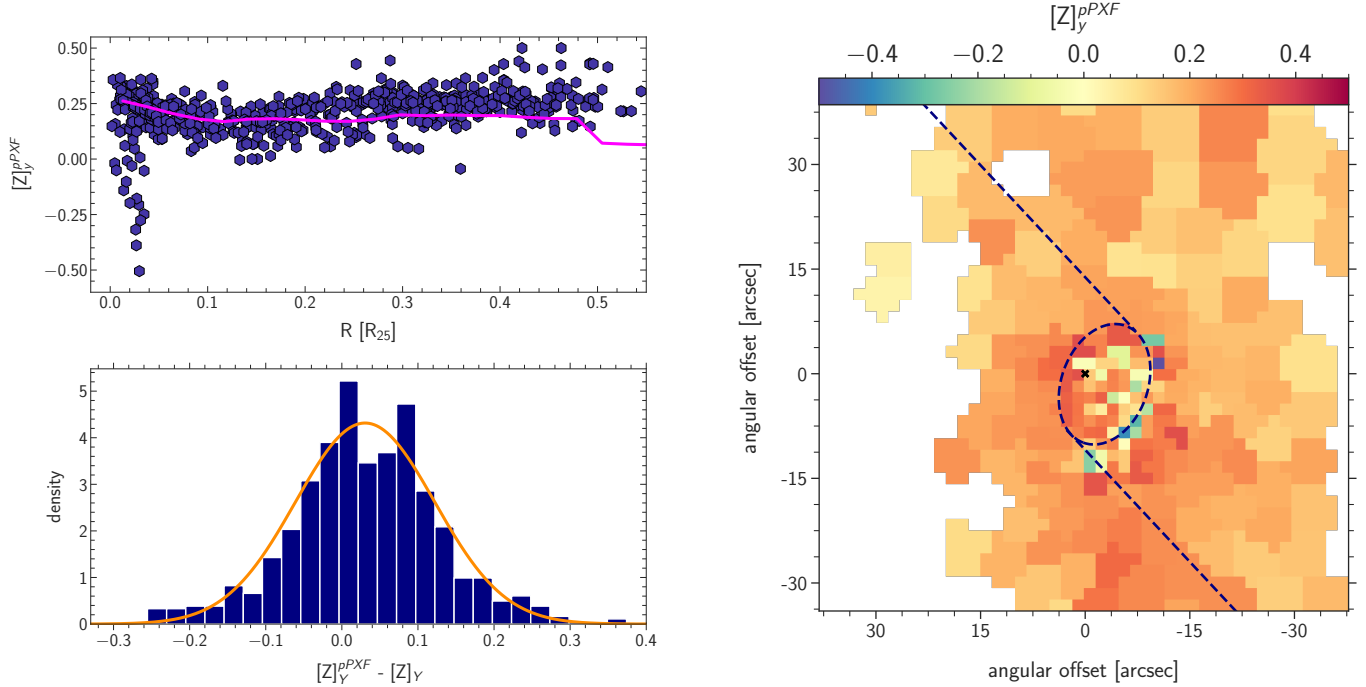 0.50
0.25
0.00
−0.25
−0.50
[Z]_y^{pPXF}
0.0 0.1 0.2 0.3 0.4 0.5
R [R_{25}]
5
4
3
2
1
0
density
−0.3 −0.2 −0.1 0.0 0.1 0.2 0.3 0.4
[Z]_Y^{pPXF} - [Z]_Y
[Z]_y^{pPXF}
−0.4 −0.2 0.0 0.2 0.4
30
15
0
-15
-30
angular offset [arcsec]
30 15 0 -15 -30
angular offset [arcsec]